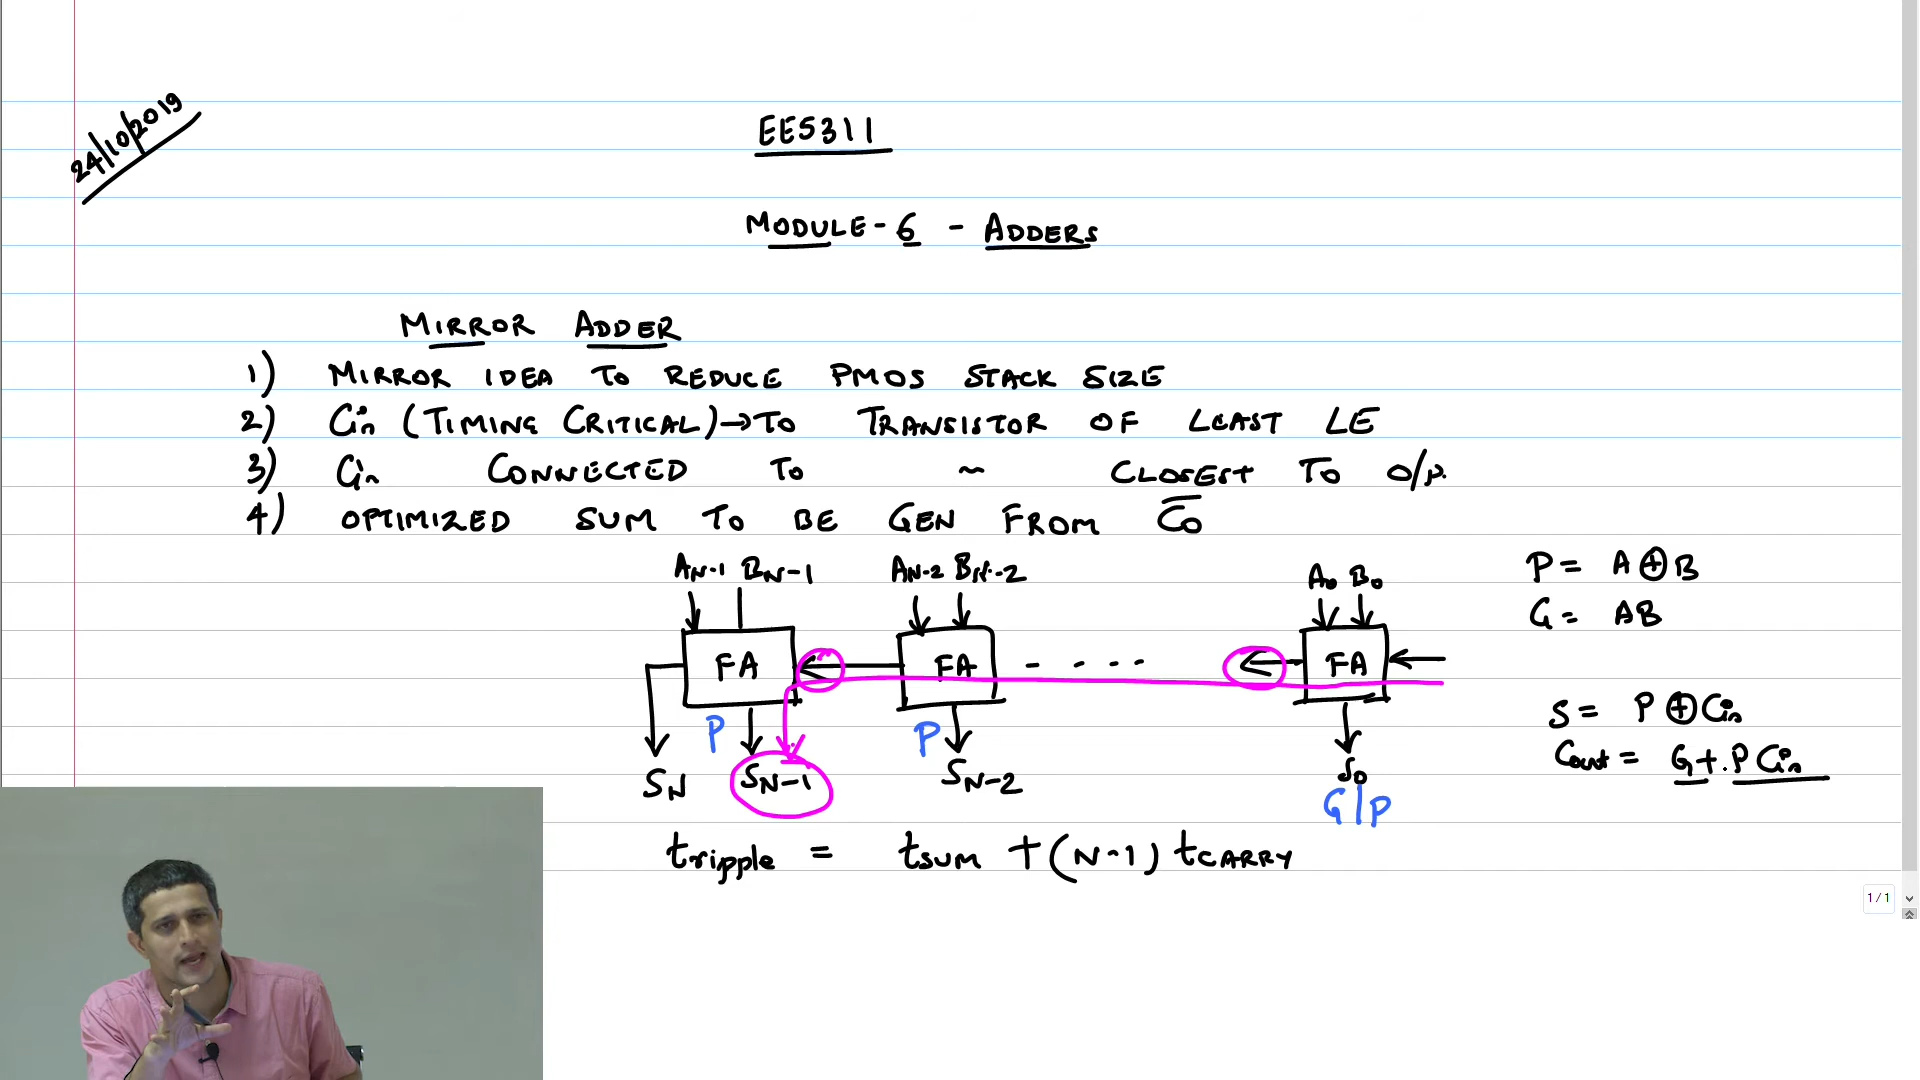 24/10/2019
EE5311
MODULE-6 - ADDERS
MIRROR ADDER
1) MIRROR IDEA TO REDUCE PMOS STACK SIZE
2) Cin (TIMING CRITICAL)→TO TRANSISTOR OF LEAST LE
3) Cin CONNECTED TO ~ CLOSEST TO O/P.
4) OPTIMIZED SUM TO BE GEN FROM C̅o̅
AN-1 BN-1 AN-2 BN-2 A0 B0
P = A⊕B
G = AB
FA FA - . . . . FA
P P
S = P⊕Cin
Cout = G+.PCin
SN SN-1 SN-2 S0
G|P
tripple = tSUM + (N-1) tCARRY
1/1